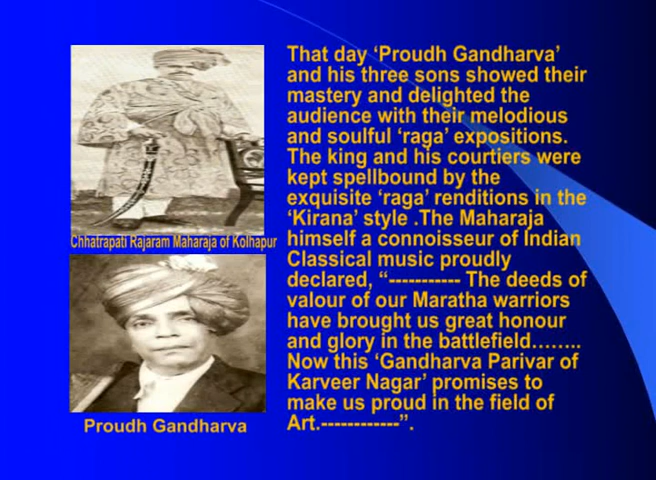 That day ‘Proudh Gandharva’
and his three sons showed their
mastery and delighted the
audience with their melodious
and soulful ‘raga’ expositions.
The king and his courtiers were
kept spellbound by the
exquisite ‘raga’ renditions in the
‘Kirana’ style .The Maharaja
himself a connoisseur of Indian
Classical music proudly
declared, “----------- The deeds of
valour of our Maratha warriors
have brought us great honour
and glory in the battlefield……..
Now this ‘Gandharva Parivar of
Karveer Nagar’ promises to
make us proud in the field of
Art.------------”.
Chhatrapati Rajaram Maharaja of Kolhapur
Proudh Gandharva